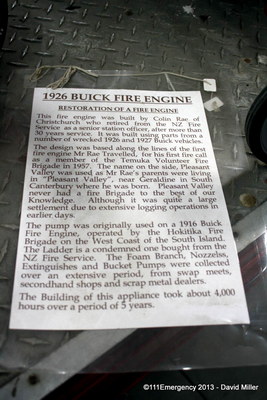 1926 BUICK FIRE ENGINE
RESTORATION OF A FIRE ENGINE
This fire engine was built by Colin Rae of
Christchurch who retired from the NZ Fire
Service as a senior station officer, after more than
30 years service. It was built using parts from a
number of wrecked 1926 and 1927 Buick vehicles.
The design was based along the lines of the first
fire engine Mr Rae Travelled, for his first fire call
as a member of the Temuka Volunteer Fire
Brigade in 1957. The name on the side, Pleasant
Valley was used as Mr Rae's parents were living
in "Pleasant Valley", near Geraldine in South
Canterbury where he was born. Pleasant Valley
never had a fire Brigade to the best of our
Knowledge. Although it was quite a large
settlement due to extensive logging operations in
earlier days.
The pump was originally used on a 1916 Buick
Fire Engine, operated by the Hokitika Fire
Brigade on the West Coast of the South Island.
The Ladder is a condemned one bought from the
NZ Fire Service. The Foam Branch, Nozzelss,
Extinguishes and Bucket Pumps were collected
over an extensive period, from swap meets,
secondhand shops and scrap metal dealers.
The Building of this appliance took about 4,000
hours over a period of 5 years.
©111Emergency 2013 - David Miller